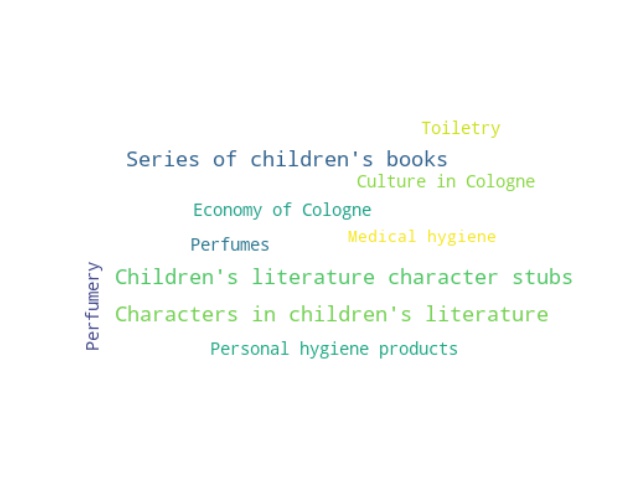 Toiletry
Series of children's books
Culture in Cologne
Economy of Cologne
Medical hygiene
Perfumes
Perfumery
Children's literature character stubs
Characters in children's literature
Personal hygiene products